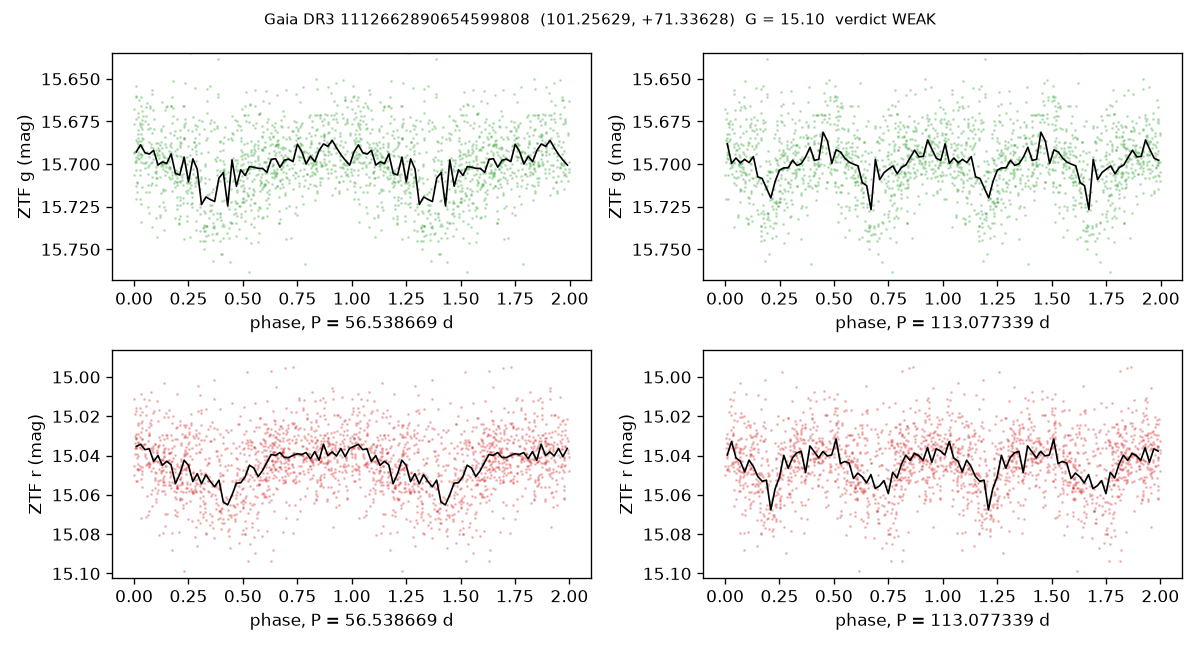 Gaia DR3 1112662890654599808 (101.25629, +71.33628) G = 15.10 verdict WEAK
ZTF g (mag)
15.650
15.675
15.700
15.725
15.750
0.00 0.25 0.50 0.75 1.00 1.25 1.50 1.75 2.00
phase, P = 56.538669 d
ZTF g (mag)
15.650
15.675
15.700
15.725
15.750
0.00 0.25 0.50 0.75 1.00 1.25 1.50 1.75 2.00
phase, P = 113.077339 d
ZTF r (mag)
15.00
15.02
15.04
15.06
15.08
15.10
0.00 0.25 0.50 0.75 1.00 1.25 1.50 1.75 2.00
phase, P = 56.538669 d
ZTF r (mag)
15.00
15.02
15.04
15.06
15.08
15.10
0.00 0.25 0.50 0.75 1.00 1.25 1.50 1.75 2.00
phase, P = 113.077339 d